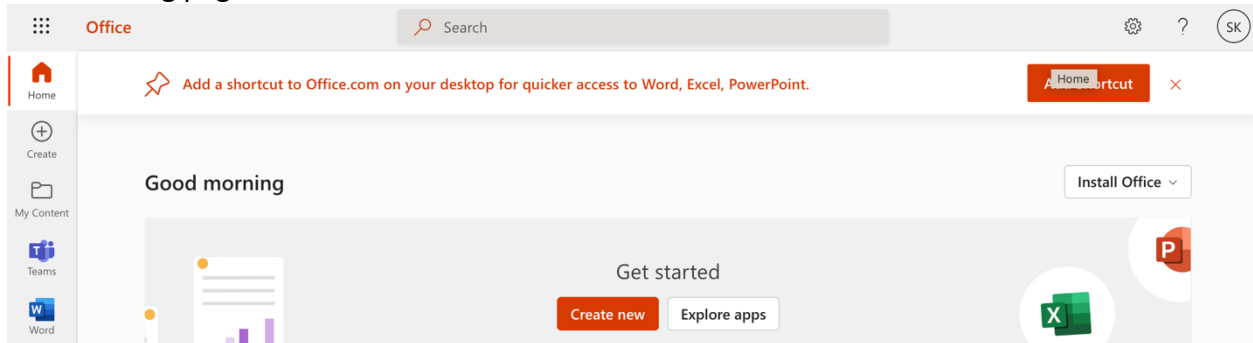 Office
Search
?
SK
Home
Add a shortcut to Office.com on your desktop for quicker access to Word, Excel, PowerPoint.
Home
Create
Good morning
Install Office
My Content
Teams
Get started
Create new
Explore apps
Word